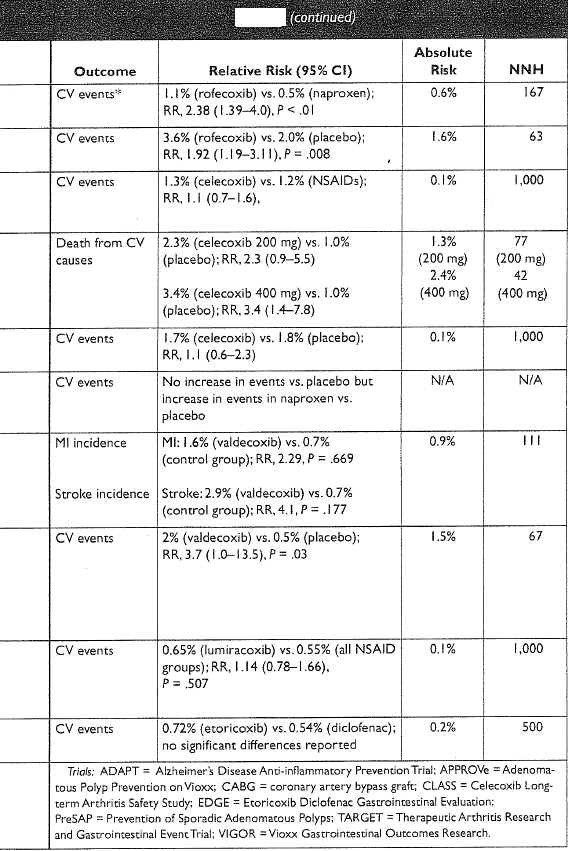 (continued)
Absolute
Outcome Relative Risk (95% CI) Risk NNH
CV events* 1.1% (rofecoxib) vs. 0.5% (naproxen); 0.6% 167
RR, 2.38 (1.39–4.0), P < .01
CV events 3.6% (rofecoxib) vs. 2.0% (placebo); 1.6% 63
RR, 1.92 (1.19–3.11), P = .008
CV events 1.3% (celecoxib) vs. 1.2% (NSAIDs); 0.1% 1,000
RR, 1.1 (0.7–1.6),
Death from CV 2.3% (celecoxib 200 mg) vs. 1.0% 1.3% 77
causes (placebo); RR, 2.3 (0.9–5.5) (200 mg) (200 mg)
2.4% 42
3.4% (celecoxib 400 mg) vs. 1.0% (400 mg) (400 mg)
(placebo); RR, 3.4 (1.4–7.8)
CV events 1.7% (celecoxib) vs. 1.8% (placebo); 0.1% 1,000
RR, 1.1 (0.6–2.3)
CV events No increase in events vs. placebo but N/A N/A
increase in events in naproxen vs.
placebo
MI incidence MI: 1.6% (valdecoxib) vs. 0.7% 0.9% 111
(control group); RR, 2.29, P = .669
Stroke incidence Stroke: 2.9% (valdecoxib) vs. 0.7%
(control group); RR, 4.1, P = .177
CV events 2% (valdecoxib) vs. 0.5% (placebo); 1.5% 67
RR, 3.7 (1.0–13.5), P = .03
CV events 0.65% (lumiracoxib) vs. 0.55% (all NSAID 0.1% 1,000
groups); RR, 1.14 (0.78–1.66),
P = .507
CV events 0.72% (etoricoxib) vs. 0.54% (diclofenac); 0.2% 500
no significant differences reported
Trials: ADAPT = Alzheimer's Disease Anti-inflammatory Prevention Trial; APPROVe = Adenoma-
tous Polyp Prevention on Vioxx; CABG = coronary artery bypass graft; CLASS = Celecoxib Long-
term Arthritis Safety Study; EDGE = Etoricoxib Diclofenac Gastrointestinal Evaluation;
PreSAP = Prevention of Sporadic Adenomatous Polyps; TARGET = Therapeutic Arthritis Research
and Gastrointestinal Event Trial; VIGOR = Vioxx Gastrointestinal Outcomes Research.